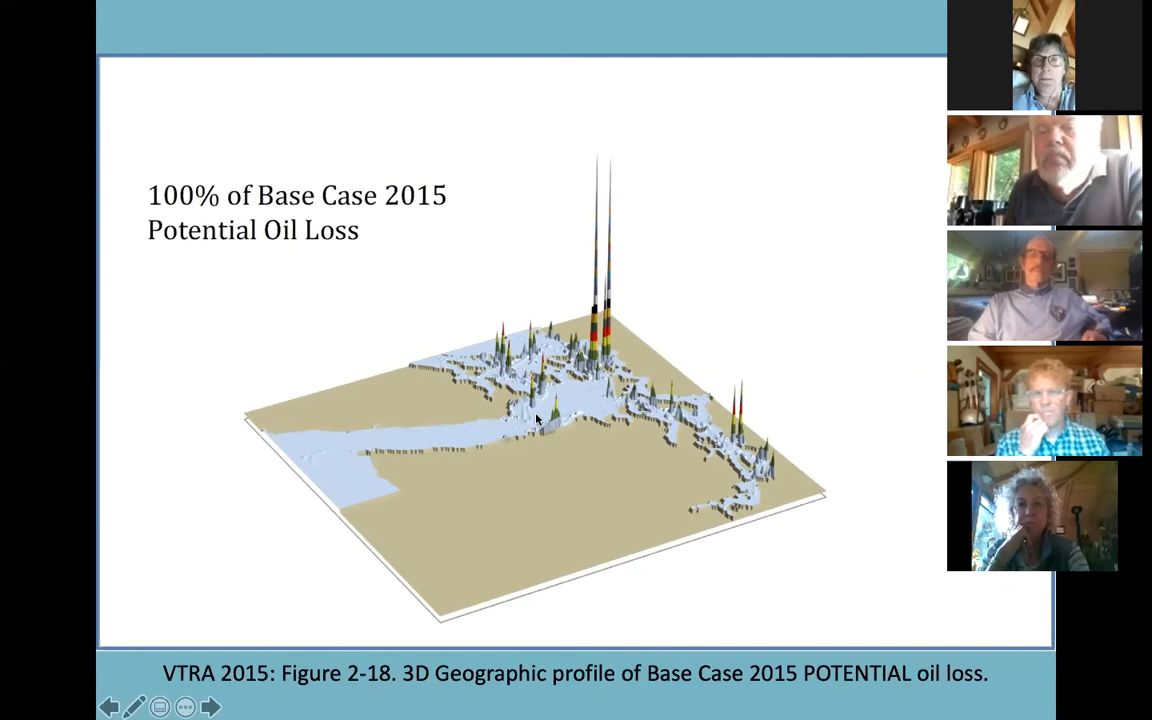 100% of Base Case 2015
Potential Oil Loss
VTRA 2015: Figure 2-18. 3D Geographic profile of Base Case 2015 POTENTIAL oil loss.